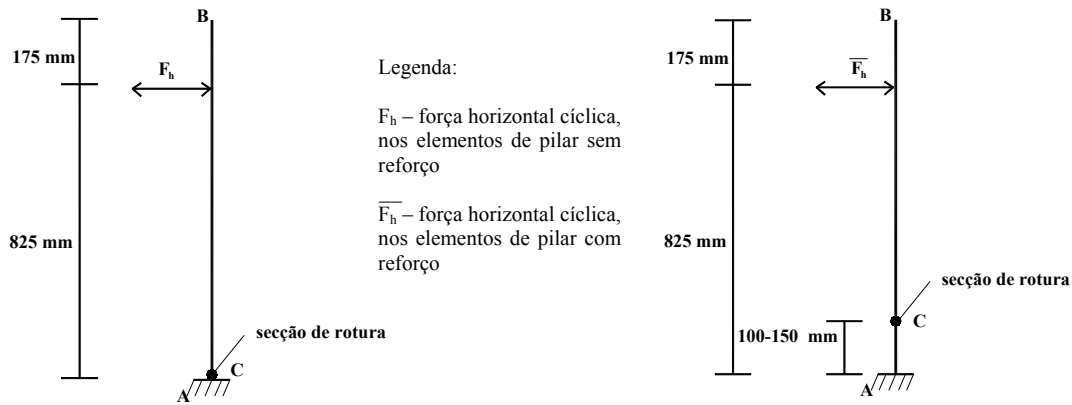 B
175 mm
F_h
825 mm
secção de rotura
C
A
Legenda:
F_h – força horizontal cíclica,
nos elementos de pilar sem
reforço
F̅_h̅ – força horizontal cíclica,
nos elementos de pilar com
reforço
B
175 mm
F̅_h̅
825 mm
secção de rotura
C
100-150 mm
A